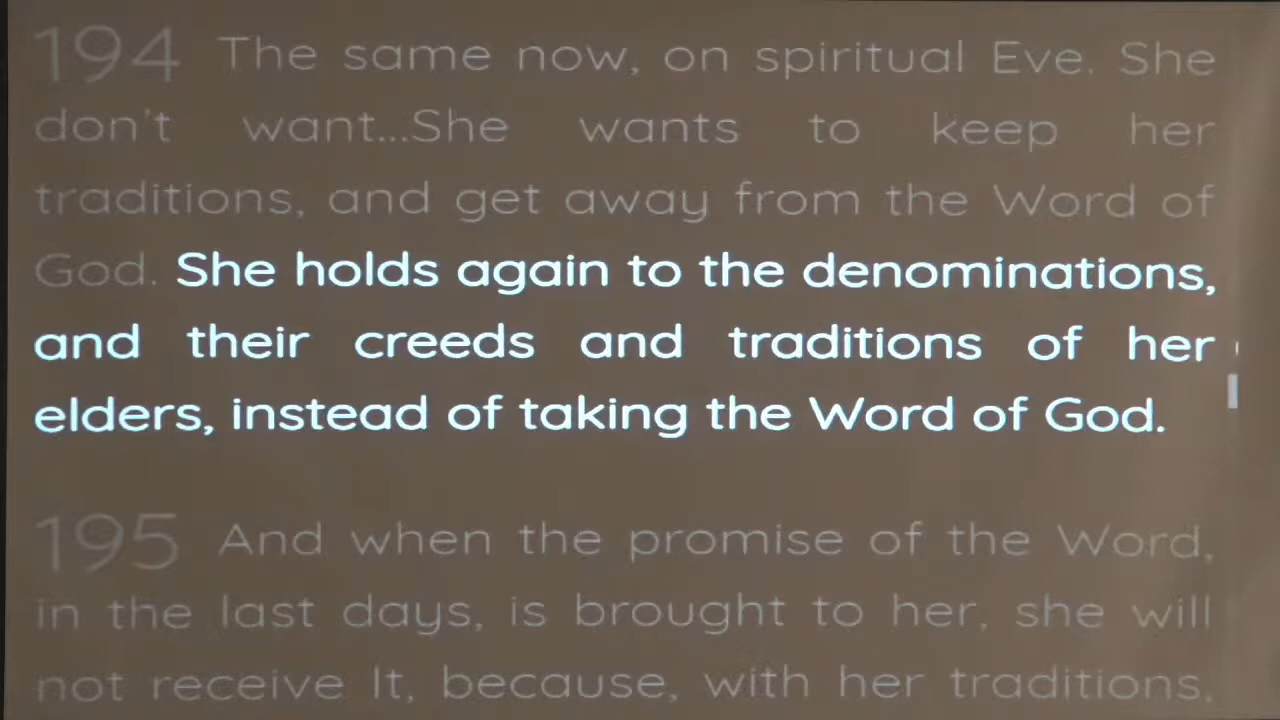 194 The same now, on spiritual Eve. She
don't want...She wants to keep her
traditions, and get away from the Word of
God. She holds again to the denominations,
and their creeds and traditions of her
elders, instead of taking the Word of God.
195 And when the promise of the Word,
in the last days, is brought to her, she will
not receive It, because, with her traditions,